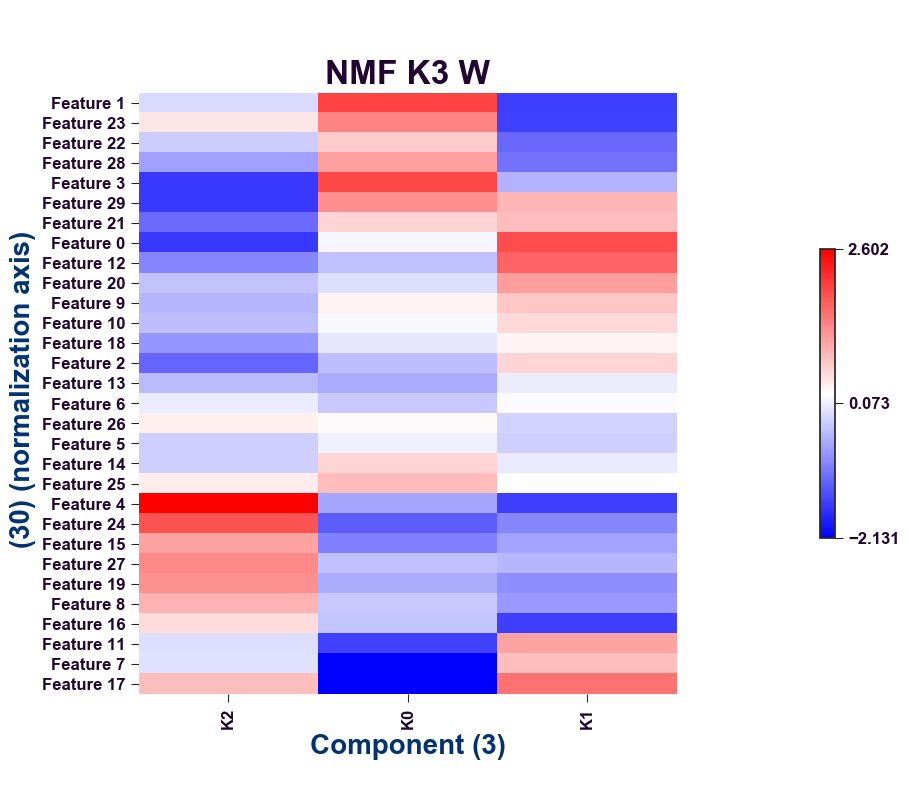 NMF K3 W
Feature 1
Feature 23
Feature 22
Feature 28
Feature 3
Feature 29
Feature 21
Feature 0
Feature 12
Feature 20
Feature 9
Feature 10
Feature 18
Feature 2
Feature 13
Feature 6
Feature 26
Feature 5
Feature 14
Feature 25
Feature 4
Feature 24
Feature 15
Feature 27
Feature 19
Feature 8
Feature 16
Feature 11
Feature 7
Feature 17
(30) (normalization axis)
K2
K0
K1
Component (3)
2.602
0.073
−2.131